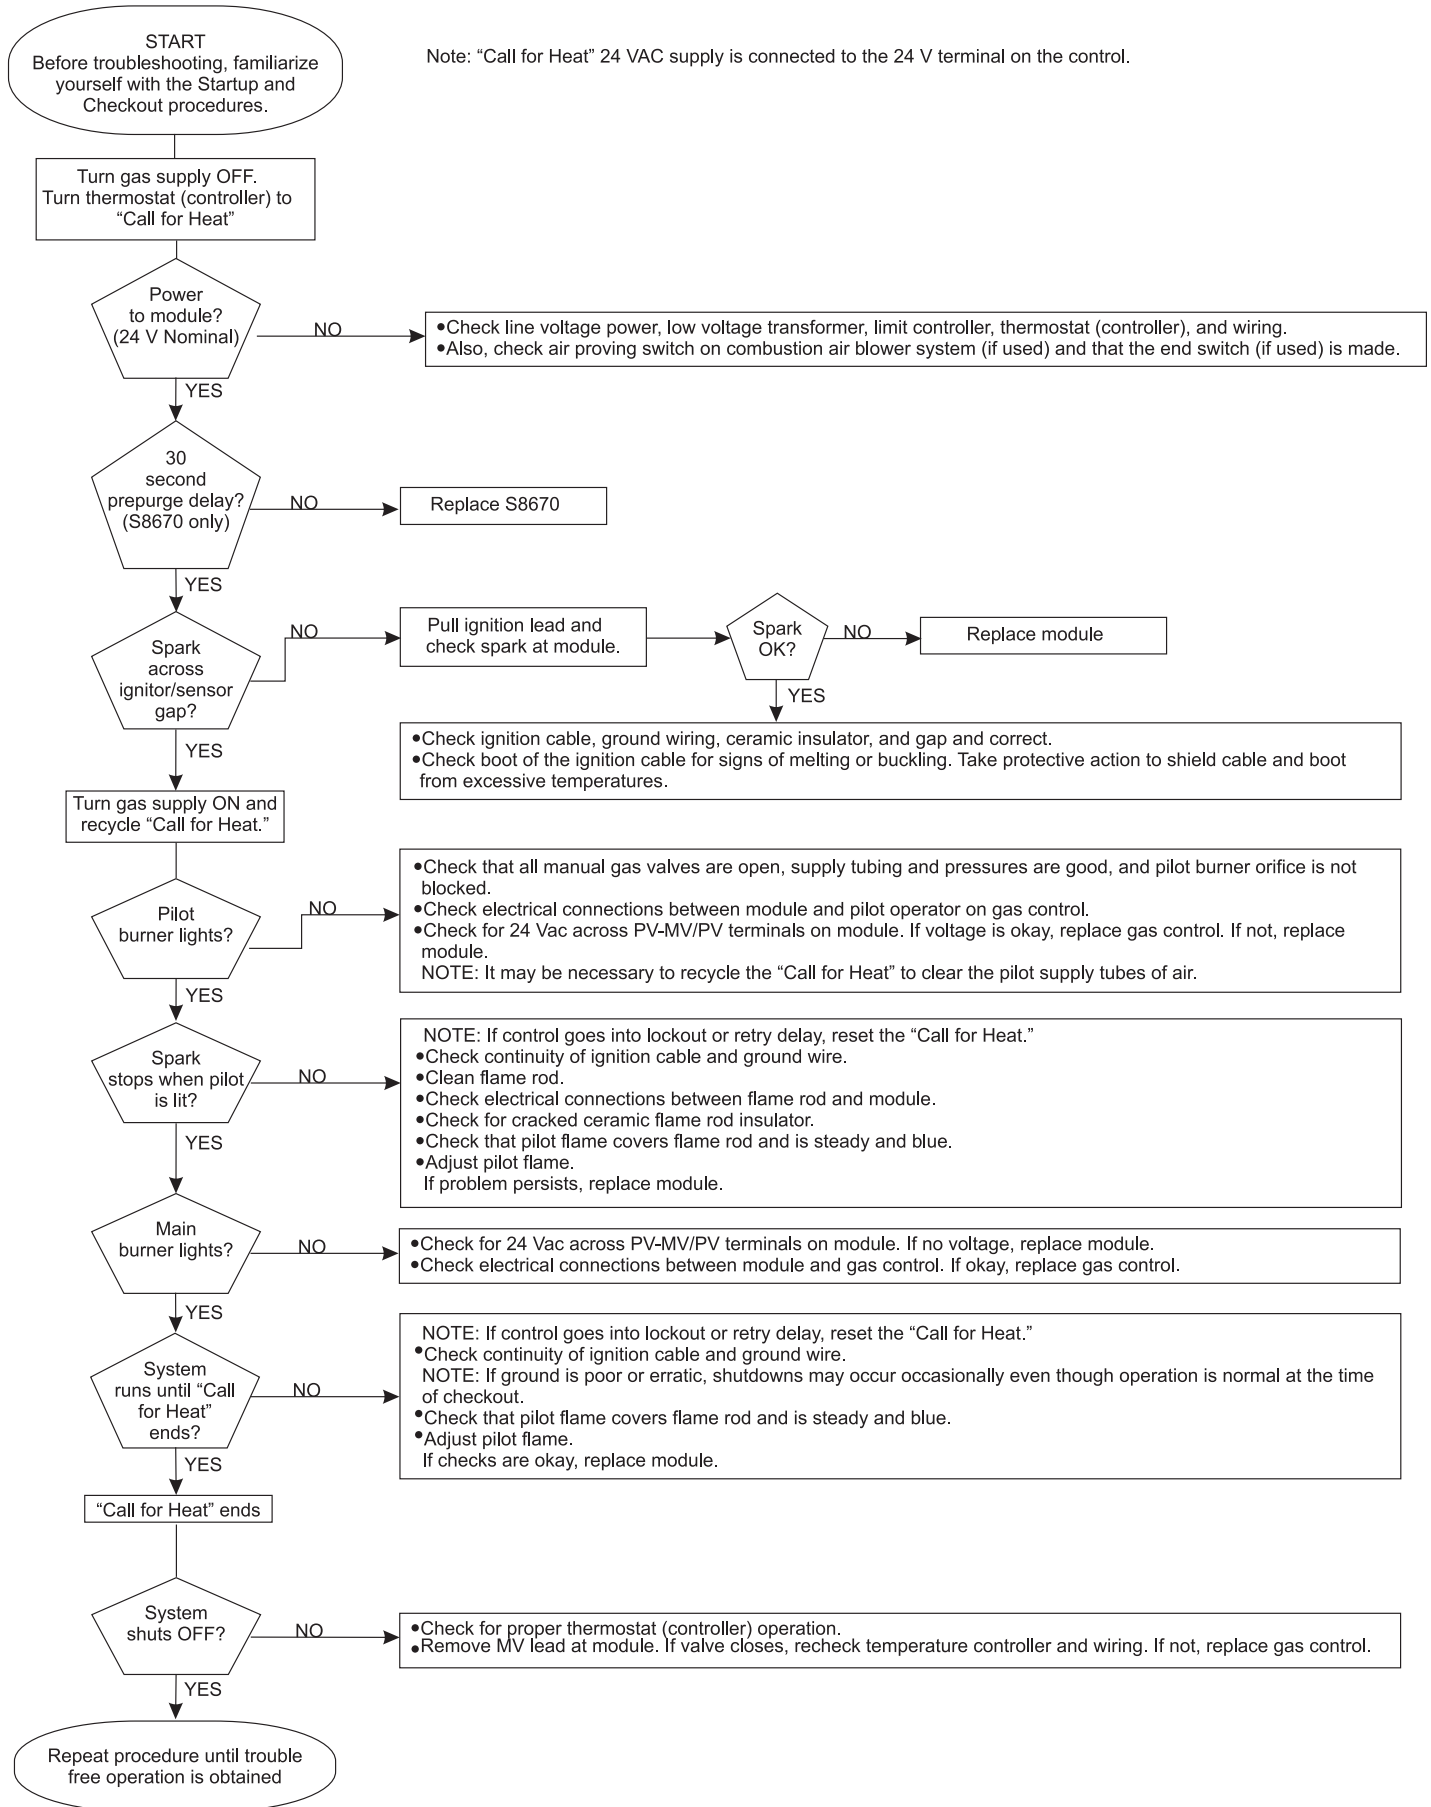 START
Before troubleshooting, familiarize
yourself with the Startup and
Checkout procedures.
Note: “Call for Heat” 24 VAC supply is connected to the 24 V terminal on the control.
Turn gas supply OFF.
Turn thermostat (controller) to
“Call for Heat”
Power
to module?
(24 V Nominal)
NO
•Check line voltage power, low voltage transformer, limit controller, thermostat (controller), and wiring.
•Also, check air proving switch on combustion air blower system (if used) and that the end switch (if used) is made.
YES
30
second
prepurge delay?
(S8670 only)
NO
Replace S8670
YES
Spark
across
ignitor/sensor
gap?
NO
Pull ignition lead and
check spark at module.
Spark
OK?
NO
Replace module
YES
•Check ignition cable, ground wiring, ceramic insulator, and gap and correct.
•Check boot of the ignition cable for signs of melting or buckling. Take protective action to shield cable and boot
from excessive temperatures.
YES
Turn gas supply ON and
recycle “Call for Heat.”
Pilot
burner lights?
NO
•Check that all manual gas valves are open, supply tubing and pressures are good, and pilot burner orifice is not
blocked.
•Check electrical connections between module and pilot operator on gas control.
•Check for 24 Vac across PV-MV/PV terminals on module. If voltage is okay, replace gas control. If not, replace
module.
NOTE: It may be necessary to recycle the “Call for Heat” to clear the pilot supply tubes of air.
YES
Spark
stops when pilot
is lit?
NO
NOTE: If control goes into lockout or retry delay, reset the “Call for Heat.”
•Check continuity of ignition cable and ground wire.
•Clean flame rod.
•Check electrical connections between flame rod and module.
•Check for cracked ceramic flame rod insulator.
•Check that pilot flame covers flame rod and is steady and blue.
•Adjust pilot flame.
If problem persists, replace module.
YES
Main
burner lights?
NO
•Check for 24 Vac across PV-MV/PV terminals on module. If no voltage, replace module.
•Check electrical connections between module and gas control. If okay, replace gas control.
YES
System
runs until “Call
for Heat”
ends?
NO
NOTE: If control goes into lockout or retry delay, reset the “Call for Heat.”
•Check continuity of ignition cable and ground wire.
NOTE: If ground is poor or erratic, shutdowns may occur occasionally even though operation is normal at the time
of checkout.
•Check that pilot flame covers flame rod and is steady and blue.
•Adjust pilot flame.
If checks are okay, replace module.
YES
“Call for Heat” ends
System
shuts OFF?
NO
•Check for proper thermostat (controller) operation.
•Remove MV lead at module. If valve closes, recheck temperature controller and wiring. If not, replace gas control.
YES
Repeat procedure until trouble
free operation is obtained